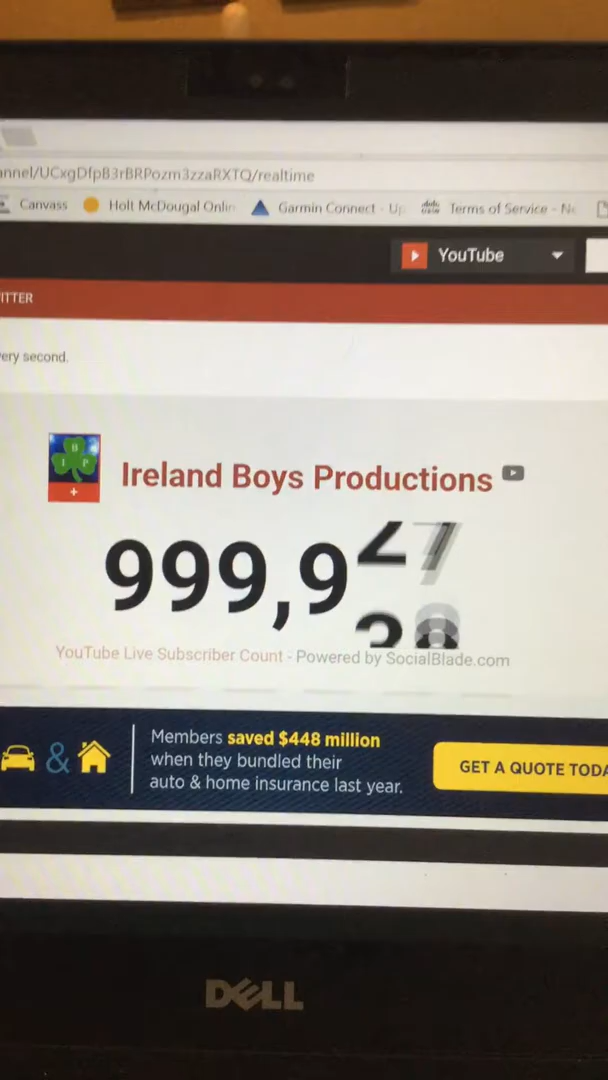 annel/UCxgDfpB3rBRPozm3zzaRXTQ/realtime
Canvass Holt McDougal Onlin Garmin Connect - Up Terms of Service - Ne
YouTube
ITTER
very second.
B
I P
+
Ireland Boys Productions
999,9
YouTube Live Subscriber Count - Powered by SocialBlade.com
Members saved $448 million
& when they bundled their
auto & home insurance last year.
GET A QUOTE TODA
DELL